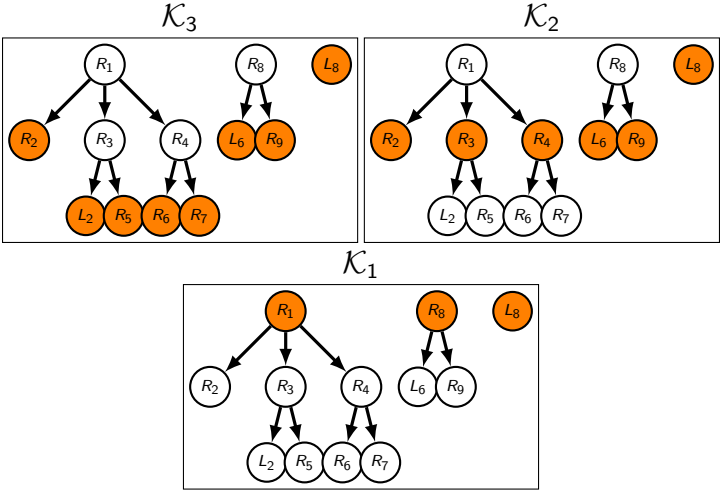 𝒦₃ 𝒦₂
R₁ R₈ L₈ R₁ R₈ L₈
R₂ R₃ R₄ L₆ R₉ R₂ R₃ R₄ L₆ R₉
L₂ R₅ R₆ R₇ L₂ R₅ R₆ R₇
𝒦₁
R₁ R₈ L₈
R₂ R₃ R₄ L₆ R₉
L₂ R₅ R₆ R₇